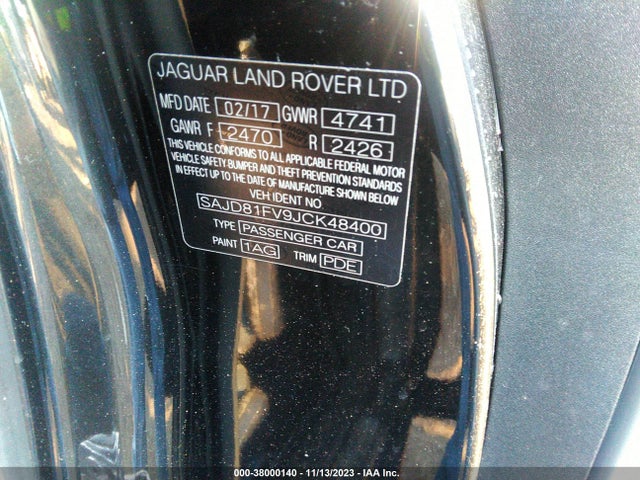 JAGUAR LAND ROVER LTD
MFD DATE 02/17 GVWR 4741
GAWR F 2470 R 2426
THIS VEHICLE CONFORMS TO ALL APPLICABLE FEDERAL MOTOR
VEHICLE SAFETY, BUMPER AND THEFT PREVENTION STANDARDS
IN EFFECT UP TO THE DATE OF MANUFACTURE SHOWN BELOW
VEH IDENT NO
SAJD81FV9JCK48400
TYPE PASSENGER CAR
PAINT 1AG TRIM PDE
000-38000140 - 11/13/2023 - IAA Inc.